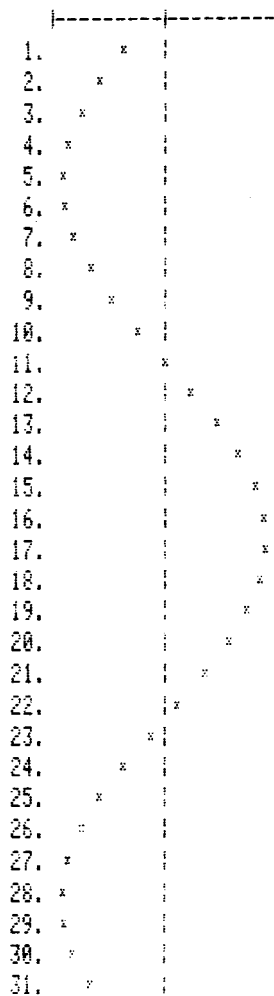 |--------|--------
1. x ¦
2. x ¦
3. x ¦
4. x ¦
5. x ¦
6. x ¦
7. x ¦
8. x ¦
9. x ¦
10. x ¦
11. x
12. ¦ x
13. ¦ x
14. ¦ x
15. ¦ x
16. ¦ x
17. ¦ x
18. ¦ x
19. ¦ x
20. ¦ x
21. ¦ x
22. ¦ x
23. x ¦
24. x ¦
25. x ¦
26. x ¦
27. x ¦
28. x ¦
29. x ¦
30. x ¦
31. x ¦